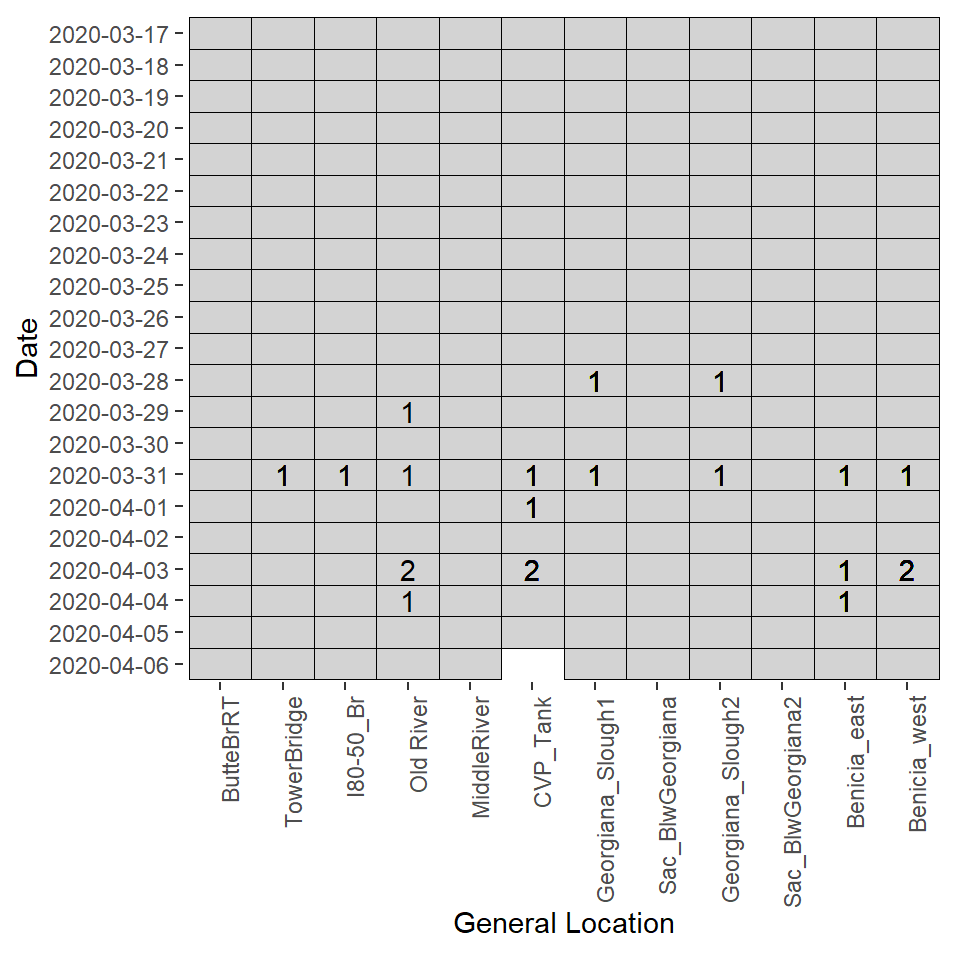 2020-03-17
2020-03-18
2020-03-19
2020-03-20
2020-03-21
2020-03-22
2020-03-23
2020-03-24
2020-03-25
2020-03-26
2020-03-27
2020-03-28 1 1
2020-03-29 1
2020-03-30
2020-03-31 1 1 1 1 1 1 1 1
2020-04-01 1
2020-04-02
2020-04-03 2 2 1 2
2020-04-04 1 1
2020-04-05
2020-04-06
Date
ButteBrRT
TowerBridge
I80-50_Br
Old River
MiddleRiver
CVP_Tank
Georgiana_Slough1
Sac_BlwGeorgiana
Georgiana_Slough2
Sac_BlwGeorgiana2
Benicia_east
Benicia_west
General Location